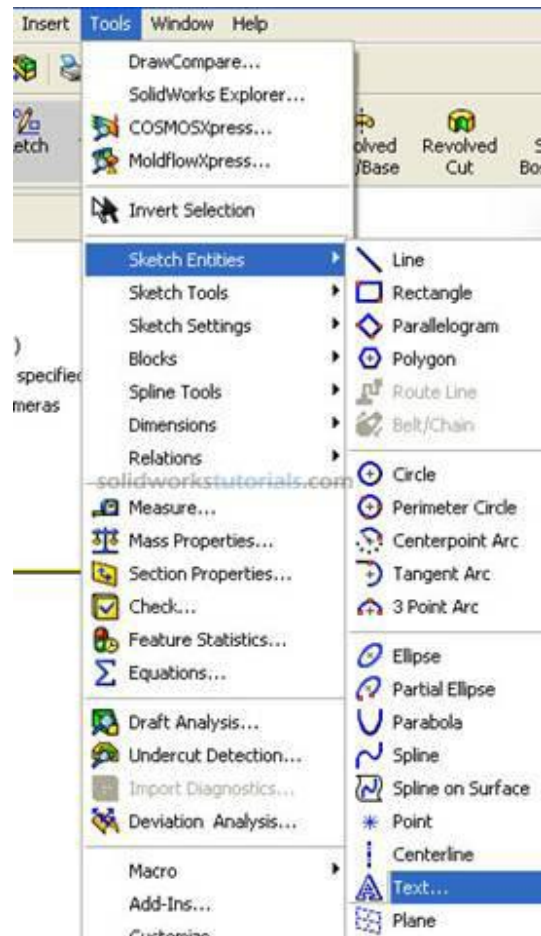 Insert Tools Window Help
DrawCompare...
SolidWorks Explorer...
COSMOSXpress...
MoldflowXpress...
Invert Selection
Sketch Entities
Sketch Tools
Sketch Settings
Blocks
Spline Tools
Dimensions
Relations
solidworkstutorials.com
Measure...
Mass Properties...
Section Properties...
Check...
Feature Statistics...
Equations...
Draft Analysis...
Undercut Detection...
Import Diagnostics...
Deviation Analysis...
Macro
Add-Ins...
Line
Rectangle
Parallelogram
Polygon
Route Line
Belt/Chain
Circle
Perimeter Circle
Centerpoint Arc
Tangent Arc
3 Point Arc
Ellipse
Partial Ellipse
Parabola
Spline
Spline on Surface
Point
Centerline
Text...
Plane
etch
olved
/Base
Revolved
Cut
Bos
)
specified
meras